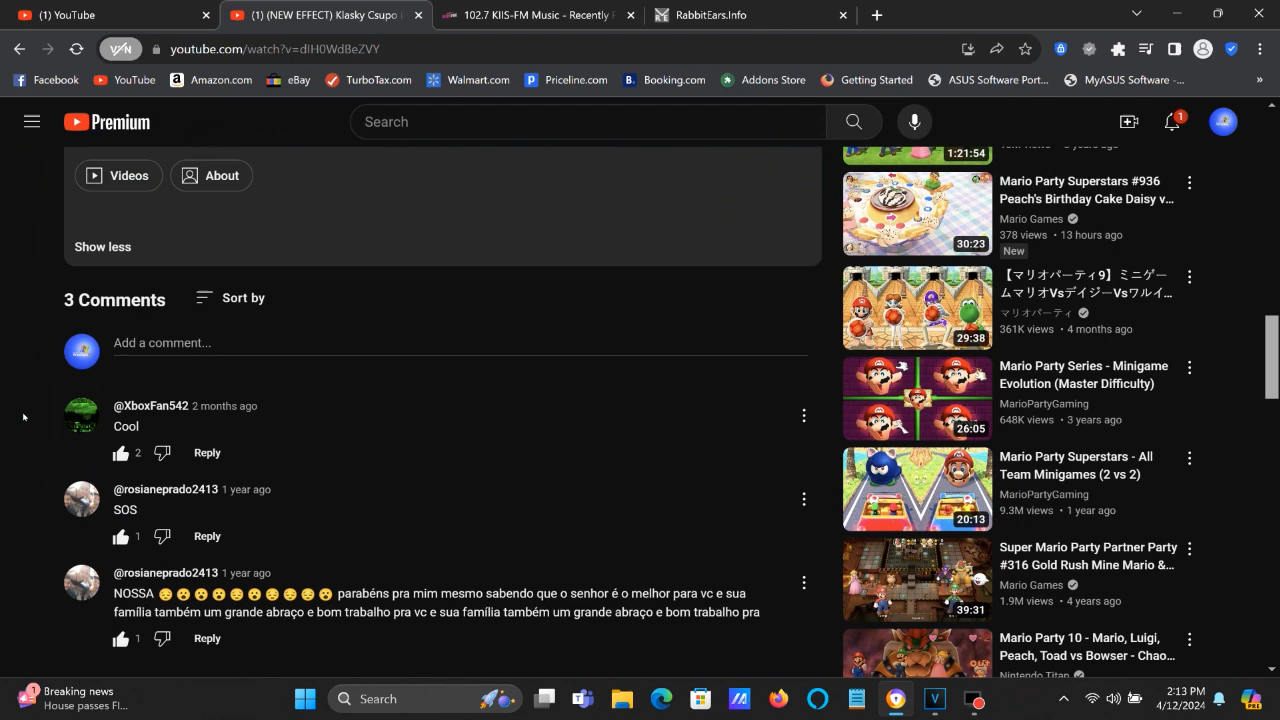 (1) YouTube
(1) (NEW EFFECT) Klasky Csupo i
102.7 KIIS-FM Music - Recently P
RabbitEars.Info
VPN
youtube.com/watch?v=dIH0WdBeZVY
Facebook
YouTube
Amazon.com
eBay
TurboTax.com
Walmart.com
Priceline.com
Booking.com
Addons Store
Getting Started
ASUS Software Port...
MyASUS Software -...
Premium
Search
1
1:21:54
Videos
About
Show less
3 Comments
Sort by
Add a comment...
@XboxFan542 2 months ago
Cool
2
Reply
@rosianeprado2413 1 year ago
SOS
1
Reply
@rosianeprado2413 1 year ago
NOSSA 😧😮😧😮😧😮😧😧😧😮 principal pra mim mesmo assunto que o senhor é o melhor para vc e sua
família também um grande abraço e bom trabalho pra vc e sua família também um grande abraço e bom trabalho pra
1
Reply
Mario Party Superstars #936
Peach's Birthday Cake Daisy v...
Mario Games
378 views • 13 hours ago
New
30:23
【マリオパーティ9】ミニゲー
ムマリオVsデイジーVsワルイ...
マリオパーティ
361K views • 4 months ago
29:38
Mario Party Series - Minigame
Evolution (Master Difficulty)
MarioPartyGaming
648K views • 3 years ago
26:05
Mario Party Superstars - All
Team Minigames (2 vs 2)
MarioPartyGaming
9.3M views • 1 year ago
20:13
Super Mario Party Partner Party
#316 Gold Rush Mine Mario &...
Mario Games
1.9M views • 4 years ago
39:31
Mario Party 10 - Mario, Luigi,
Peach, Toad vs Bowser - Chao...
Nintendo Titan
1
Breaking news
House passes FI...
Search
2:13 PM
4/12/2024
PRE